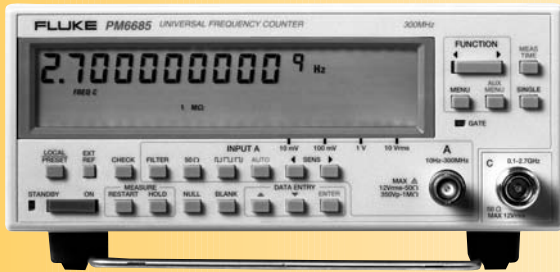 FLUKE PM6685 UNIVERSAL FREQUENCY COUNTER 300MHz
2.700000000 9 Hz
FREQ C
1 MΩ
FUNCTION
MEAS TIME
MENU
AUX MENU
SINGLE
GATE
INPUT A
10 mV 100 mV 1 V 10 Vrms
LOCAL PRESET
EXT REF
CHECK
FILTER
50Ω
AUTO
SENS
A
10Hz-300MHz
MAX
12Vrms-50Ω
350Vp-1MΩ
C
0.1-2.7GHz
50 Ω
MAX 12Vrms
STANDBY ON
MEASURE
RESTART HOLD
NULL
BLANK
DATA ENTRY
ENTER